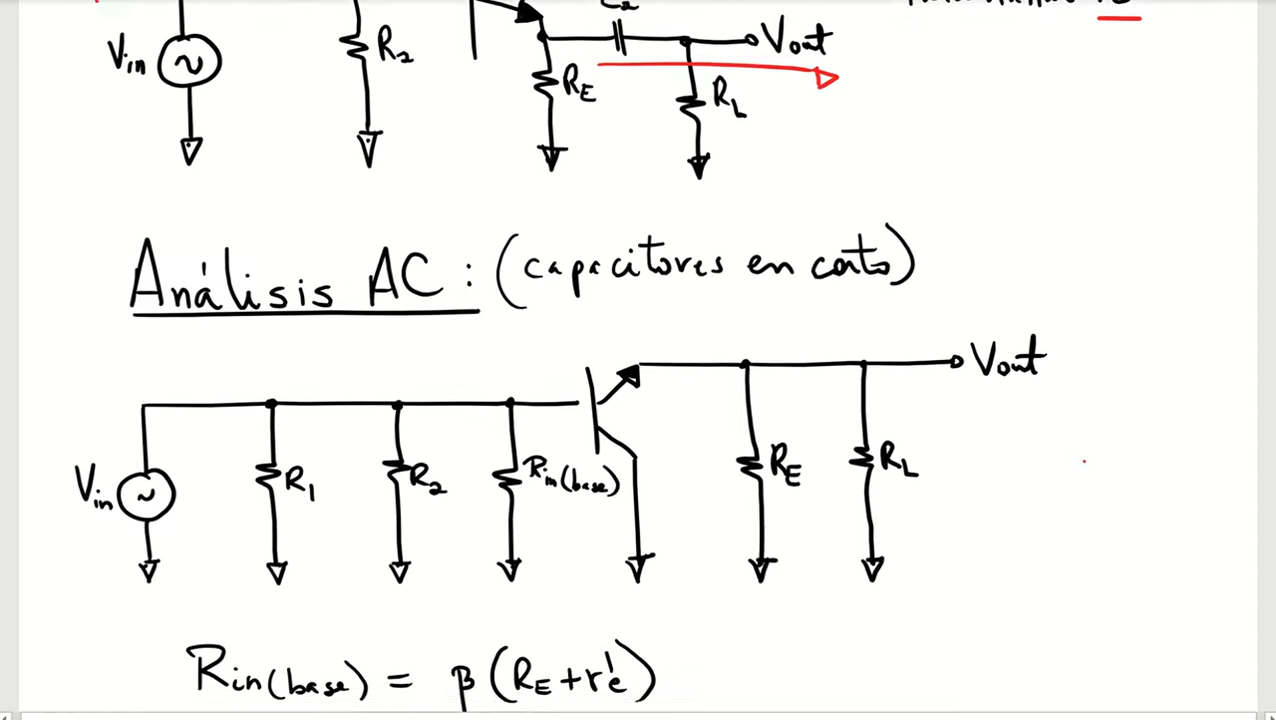 Vin
R2
RE
RL
Vout
Análisis AC: (capacitores en corto)
Vin
R1
R2
Rin(base)
RE
RL
Vout
Rin(base) = β(RE+r'e)